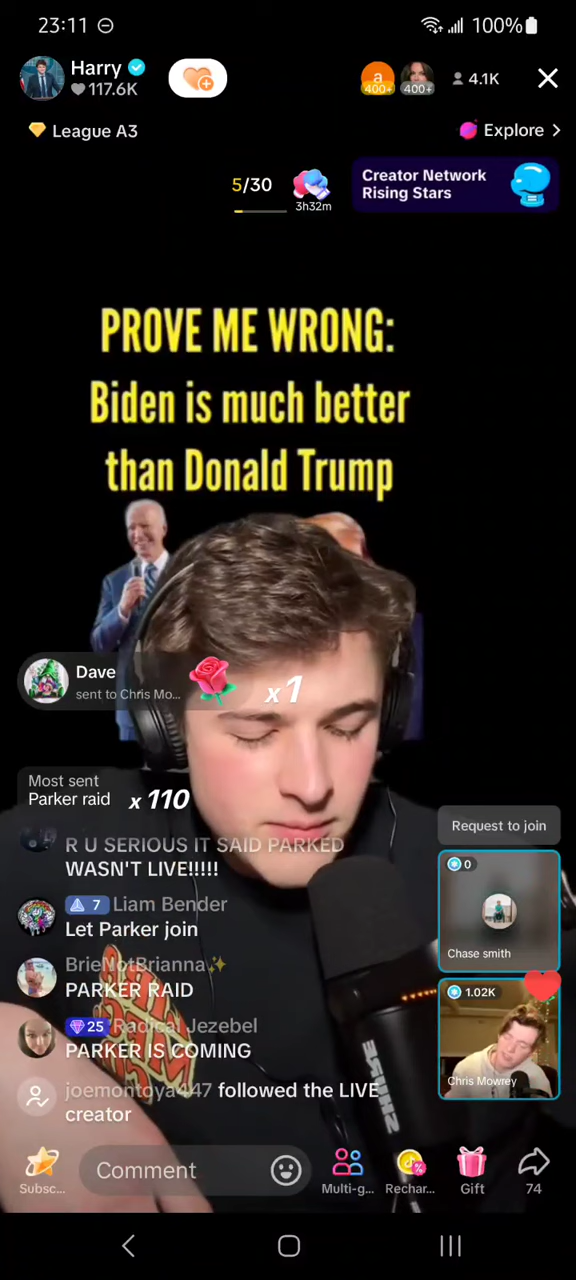 23:11
100%
Harry
117.6K
a
400+
400+
4.1K
League A3
Explore >
5/30
3h32m
Creator Network
Rising Stars
PROVE ME WRONG:
Biden is much better
than Donald Trump
Dave
sent to Chris Mo...
x1
Most sent
Parker raid
x 110
R U SERIOUS IT SAID PARKED
WASN'T LIVE!!!!!
7 Liam Bender
Let Parker join
BrieNotBrianna✨
PARKER RAID
25 Radical Jezebel
PARKER IS COMING
joemontoya447 followed the LIVE
creator
Request to join
0
Chase smith
1.02K
Chris Mowrey
SHURE
Subsc...
Comment
Multi-g...
Rechar...
Gift
74